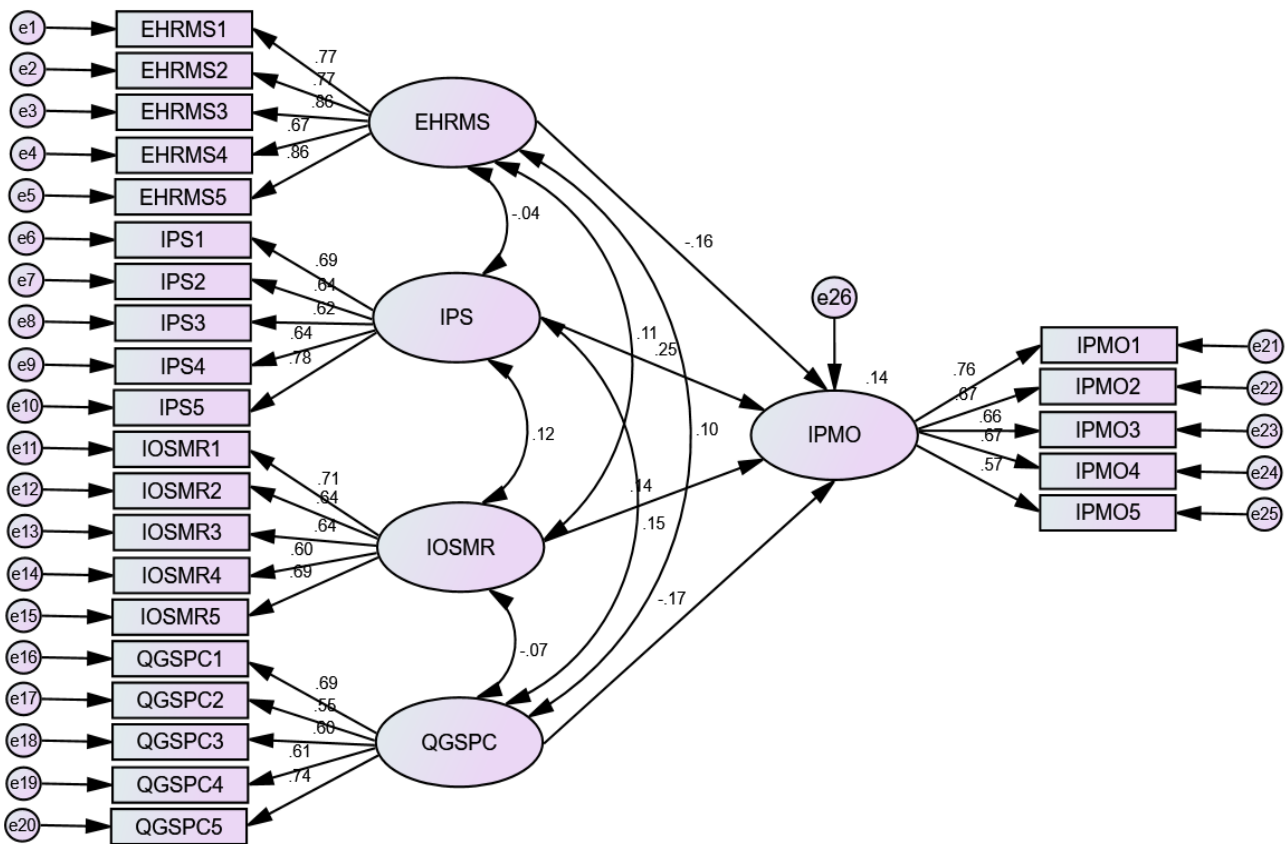 e1 EHRMS1
e2 EHRMS2
e3 EHRMS3
e4 EHRMS4
e5 EHRMS5
e6 IPS1
e7 IPS2
e8 IPS3
e9 IPS4
e10 IPS5
e11 IOSMR1
e12 IOSMR2
e13 IOSMR3
e14 IOSMR4
e15 IOSMR5
e16 QGSPC1
e17 QGSPC2
e18 QGSPC3
e19 QGSPC4
e20 QGSPC5
.77
.77
.86
.67
.86
.69
.64
.62
.64
.78
.71
.64
.64
.60
.69
.69
.55
.60
.61
.74
EHRMS
IPS
IOSMR
QGSPC
-.04
.12
-.07
.11
.10
.15
-.16
.25
.14
-.17
e26
.14
IPMO
.76
.67
.66
.67
.57
IPMO1 e21
IPMO2 e22
IPMO3 e23
IPMO4 e24
IPMO5 e25